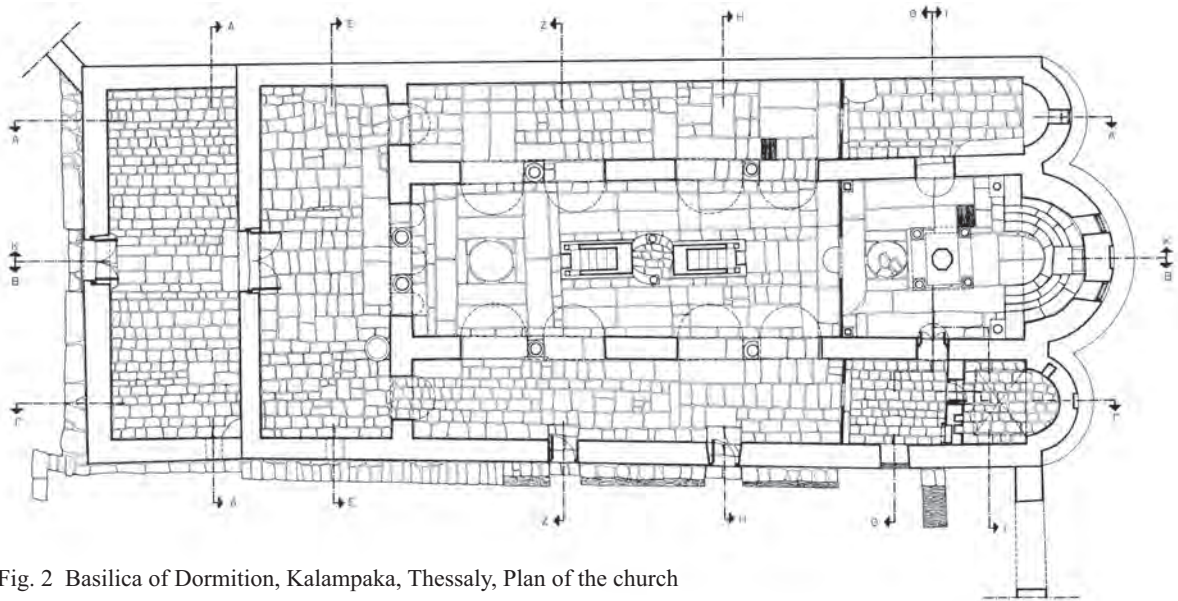 Δ E Z H Θ I
A A
K B K B
Γ Γ
Δ E Z H Θ I
Fig. 2 Basilica of Dormition, Kalampaka, Thessaly, Plan of the church